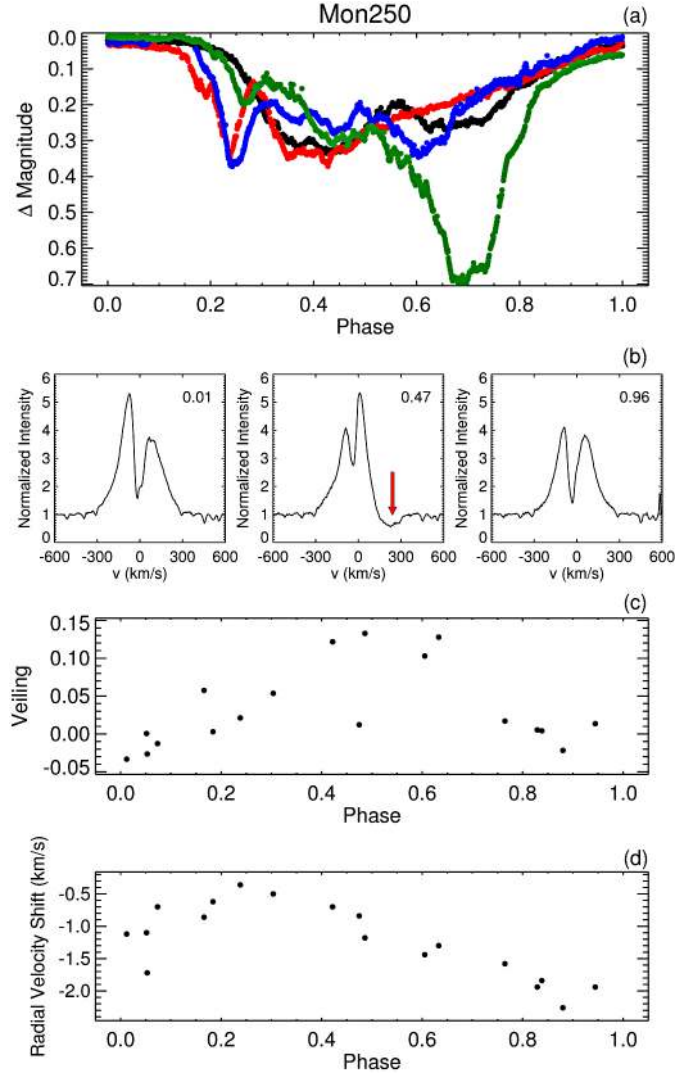 Mon250
(a)
0.0
0.1
0.2
0.3
0.4
0.5
0.6
0.7
Δ Magnitude
0.0 0.2 0.4 0.6 0.8 1.0
Phase
(b)
Normalized Intensity
6
5
4
3
2
1
0
0.01
-600 -300 0 300 600
v (km/s)
Normalized Intensity
6
5
4
3
2
1
0
0.47
-600 -300 0 300 600
v (km/s)
Normalized Intensity
6
5
4
3
2
1
0
0.96
-600 -300 0 300 600
v (km/s)
(c)
Veiling
0.15
0.10
0.05
0.00
-0.05
0.0 0.2 0.4 0.6 0.8 1.0
Phase
(d)
Radial Velocity Shift (km/s)
-0.5
-1.0
-1.5
-2.0
0.0 0.2 0.4 0.6 0.8 1.0
Phase